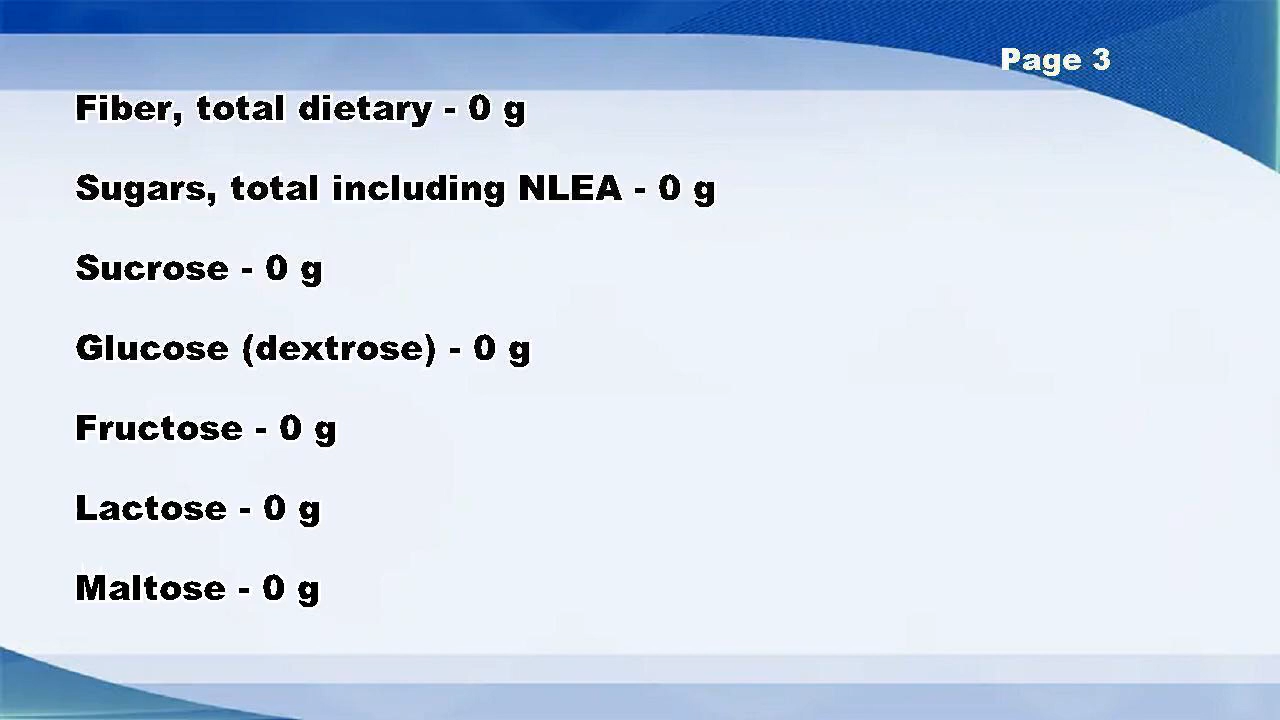 Page 3
Fiber, total dietary - 0 g
Sugars, total including NLEA - 0 g
Sucrose - 0 g
Glucose (dextrose) - 0 g
Fructose - 0 g
Lactose - 0 g
Maltose - 0 g